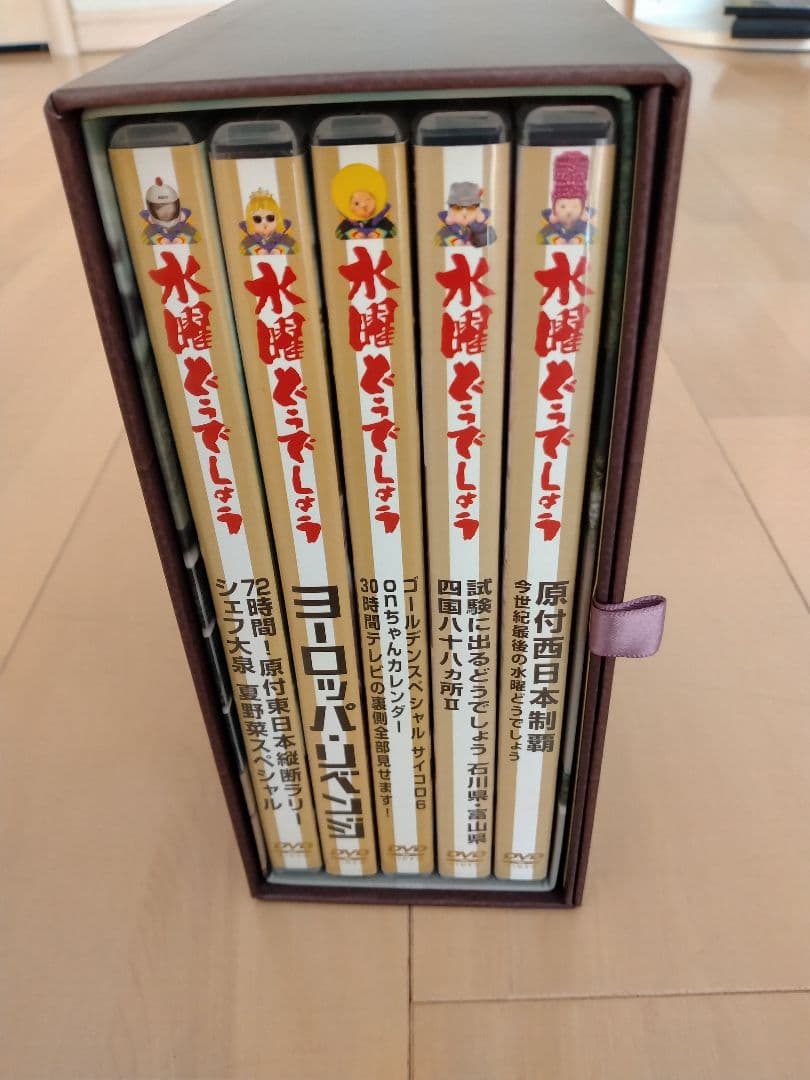 水曜どうでしょう
72時間!原付東日本縦断ラリー
シェフ大泉 夏野菜スペシャル
DVD
水曜どうでしょう
ヨーロッパ・リベンジ
DVD
水曜どうでしょう
ゴールデンスペシャル サイコロ6
onちゃんカレンダー
30時間テレビの裏側全部見せます!
DVD
水曜どうでしょう
試験に出るどうでしょう 石川県・富山県
四国八十八ヵ所II
DVD
水曜どうでしょう
原付西日本制覇
今世紀最後の水曜どうでしょう
DVD